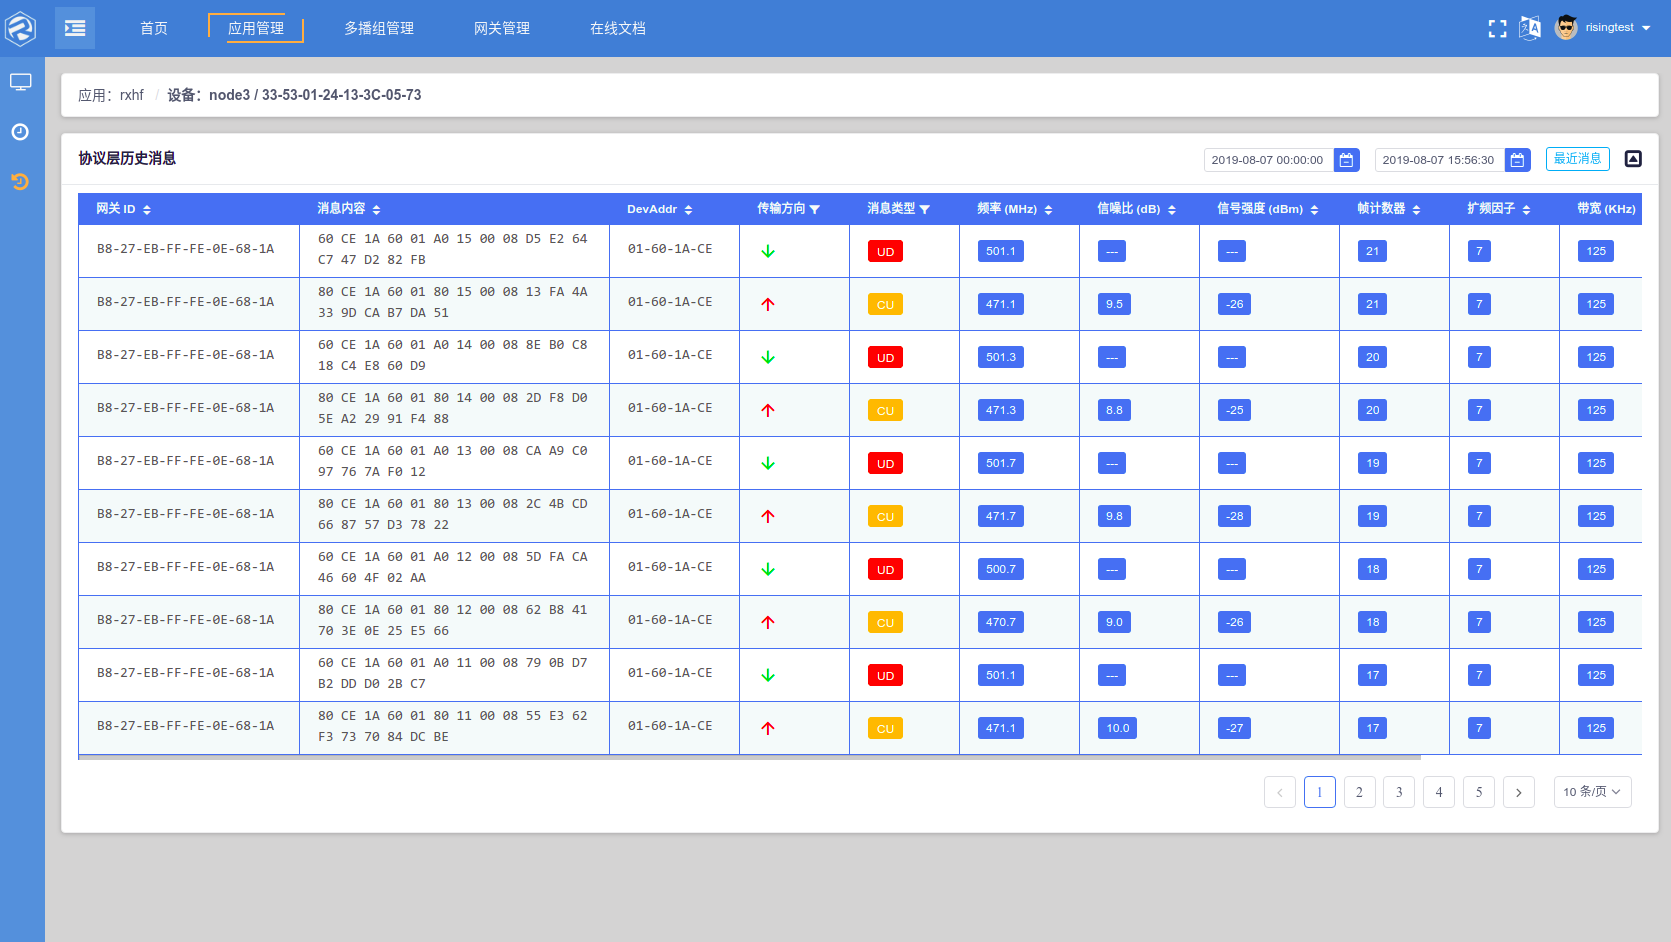 首页 应用管理 多播组管理 网关管理 在线文档 risingtest
应用：rxhf / 设备：node3 / 33-53-01-24-13-3C-05-73
协议层历史消息 2019-08-07 00:00:00 2019-08-07 15:56:30 最近消息
网关 ID 消息内容 DevAddr 传输方向 消息类型 频率 (MHz) 信噪比 (dB) 信号强度 (dBm) 帧计数器 扩频因子 带宽 (KHz)
B8-27-EB-FF-FE-0E-68-1A 60 CE 1A 60 01 A0 15 00 08 D5 E2 64 01-60-1A-CE UD 501.1 --- --- 21 7 125
C7 47 D2 82 FB
B8-27-EB-FF-FE-0E-68-1A 80 CE 1A 60 01 80 15 00 08 13 FA 4A 01-60-1A-CE CU 471.1 9.5 -26 21 7 125
33 9D CA B7 DA 51
B8-27-EB-FF-FE-0E-68-1A 60 CE 1A 60 01 A0 14 00 08 8E B0 C8 01-60-1A-CE UD 501.3 --- --- 20 7 125
18 C4 E8 60 D9
B8-27-EB-FF-FE-0E-68-1A 80 CE 1A 60 01 80 14 00 08 2D F8 D0 01-60-1A-CE CU 471.3 8.8 -25 20 7 125
5E A2 29 91 F4 88
B8-27-EB-FF-FE-0E-68-1A 60 CE 1A 60 01 A0 13 00 08 CA A9 C0 01-60-1A-CE UD 501.7 --- --- 19 7 125
97 76 7A F0 12
B8-27-EB-FF-FE-0E-68-1A 80 CE 1A 60 01 80 13 00 08 2C 4B CD 01-60-1A-CE CU 471.7 9.8 -28 19 7 125
66 87 57 D3 78 22
B8-27-EB-FF-FE-0E-68-1A 60 CE 1A 60 01 A0 12 00 08 5D FA CA 01-60-1A-CE UD 500.7 --- --- 18 7 125
46 60 4F 02 AA
B8-27-EB-FF-FE-0E-68-1A 80 CE 1A 60 01 80 12 00 08 62 B8 41 01-60-1A-CE CU 470.7 9.0 -26 18 7 125
70 3E 0E 25 E5 66
B8-27-EB-FF-FE-0E-68-1A 60 CE 1A 60 01 A0 11 00 08 79 0B D7 01-60-1A-CE UD 501.1 --- --- 17 7 125
B2 DD D0 2B C7
B8-27-EB-FF-FE-0E-68-1A 80 CE 1A 60 01 80 11 00 08 55 E3 62 01-60-1A-CE CU 471.1 10.0 -27 17 7 125
F3 73 70 84 DC BE
1 2 3 4 5 10 条/页